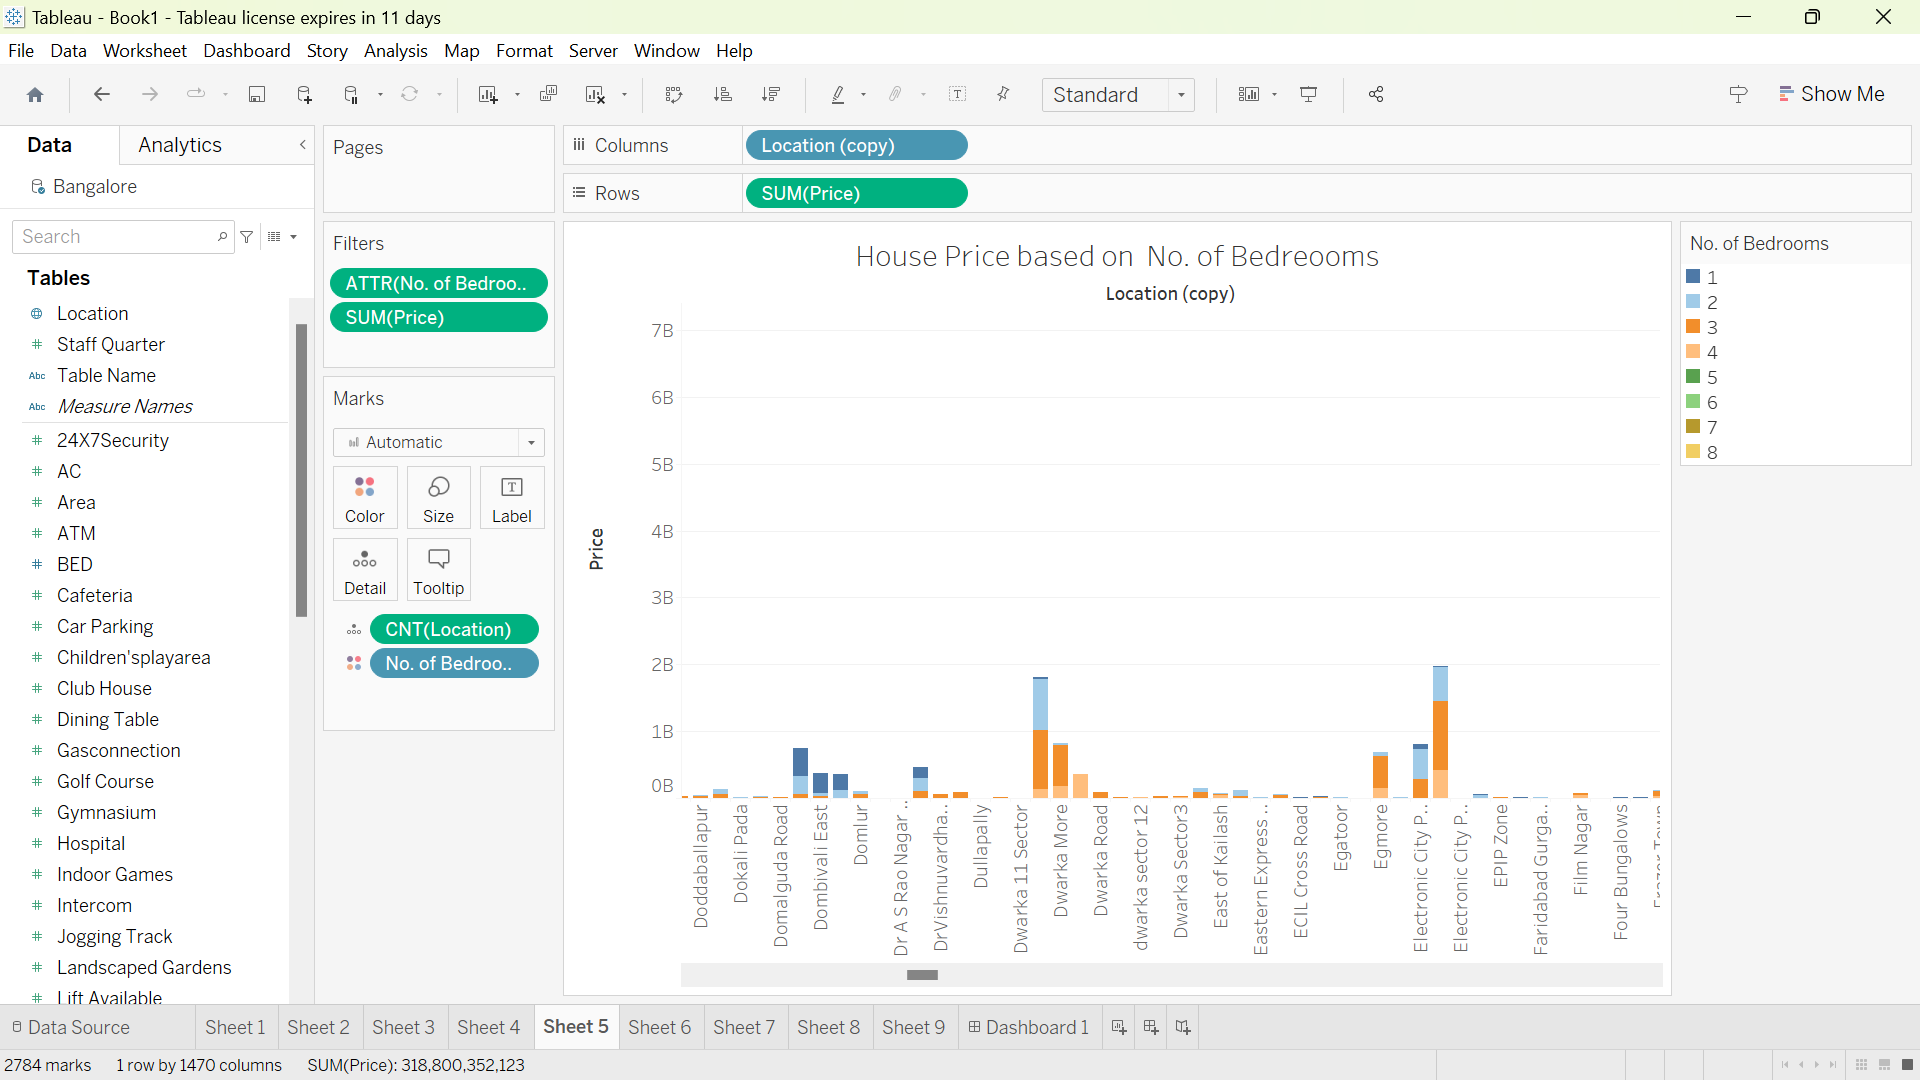 Tableau - Book1 - Tableau license expires in 11 days
File Data Worksheet Dashboard Story Analysis Map Format Server Window Help
Standard
Show Me
Data Analytics
Bangalore
Search
Tables
Location
Staff Quarter
Abc Table Name
Abc Measure Names
24X7Security
AC
Area
ATM
BED
Cafeteria
Car Parking
Children'splayarea
Club House
Dining Table
Gasconnection
Golf Course
Gymnasium
Hospital
Indoor Games
Intercom
Jogging Track
Landscaped Gardens
Lift Available
Pages
Filters
ATTR(No. of Bedroo..
SUM(Price)
Marks
Automatic
Color Size Label
Detail Tooltip
CNT(Location)
No. of Bedroo..
Columns Location (copy)
Rows SUM(Price)
House Price based on  No. of Bedreooms
Location (copy)
Price
7B
6B
5B
4B
3B
2B
1B
0B
Doddaballapur
Dokali Pada
Domalguda Road
Dombivali East
Domlur
Dr A S Rao Nagar ..
DrVishnuvardha..
Dullapally
Dwarka 11 Sector
Dwarka More
Dwarka Road
dwarka sector 12
Dwarka Sector3
East of Kailash
Eastern Express ..
ECIL Cross Road
Egatoor
Egmore
Electronic City P..
Electronic City P..
EPIP Zone
Faridabad Gurga..
Film Nagar
Four Bungalows
No. of Bedrooms
1
2
3
4
5
6
7
8
Data Source Sheet 1 Sheet 2 Sheet 3 Sheet 4 Sheet 5 Sheet 6 Sheet 7 Sheet 8 Sheet 9 Dashboard 1
2784 marks 1 row by 1470 columns SUM(Price): 318,800,352,123